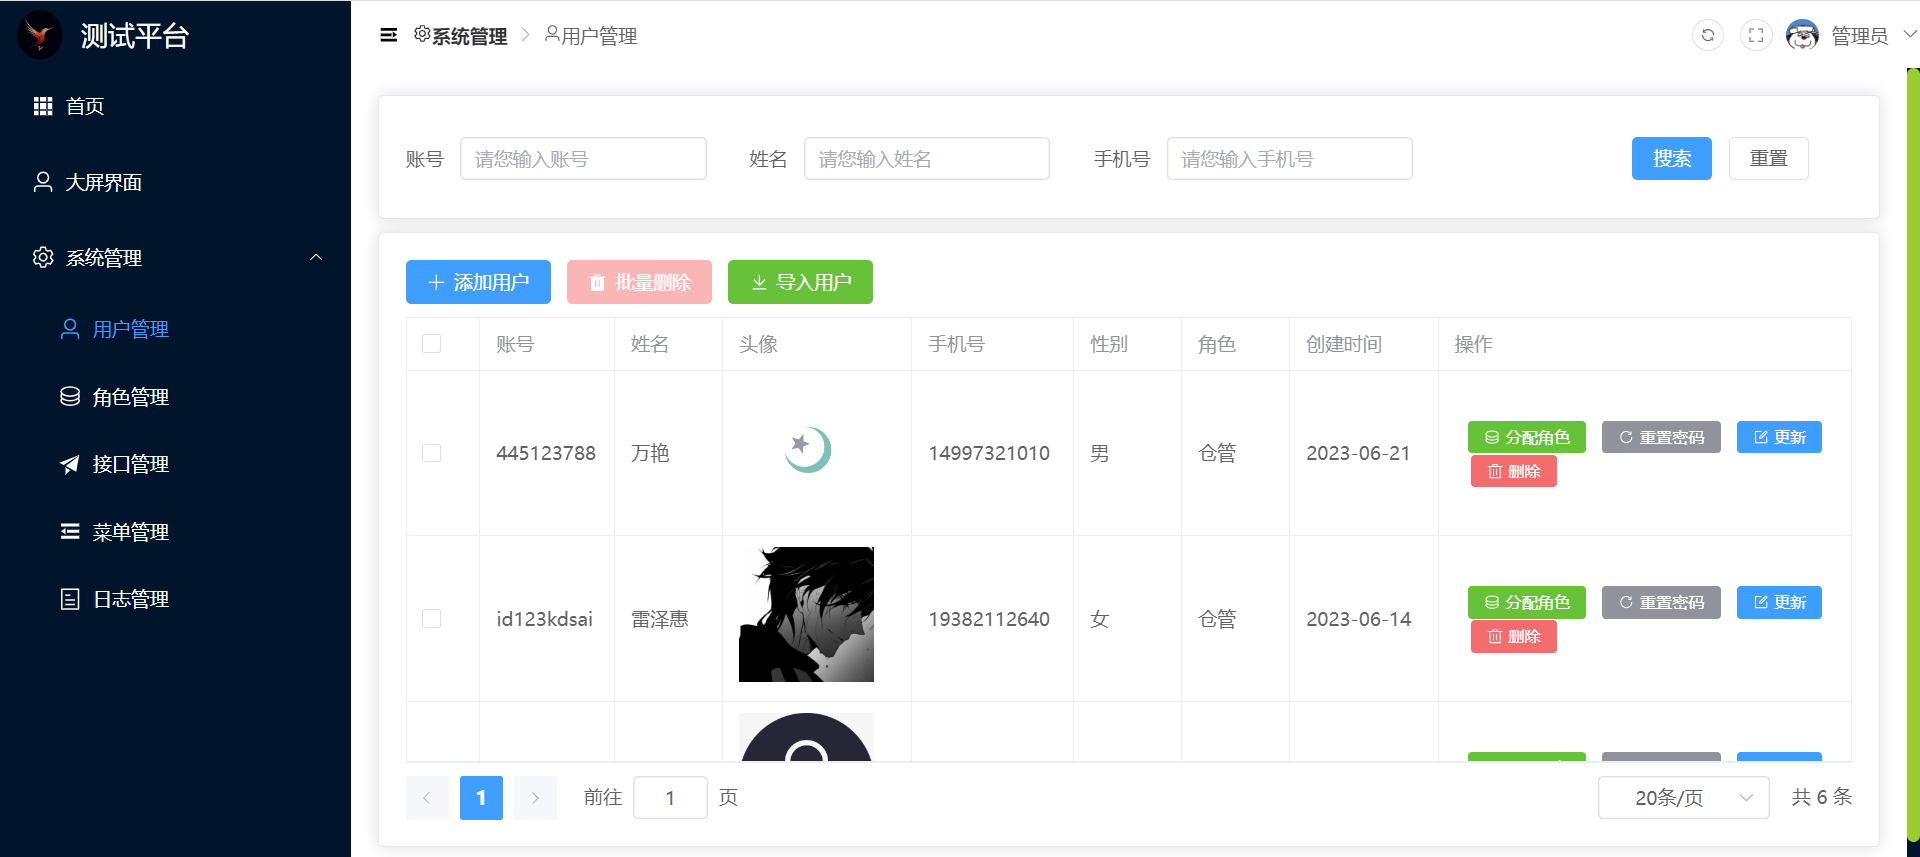 测试平台
系统管理
用户管理
管理员
首页
大屏界面
系统管理
用户管理
角色管理
接口管理
菜单管理
日志管理
账号 请您输入账号 姓名 请您输入姓名 手机号 请您输入手机号 搜索 重置
添加用户 批量删除 导入用户
账号 姓名 头像 手机号 性别 角色 创建时间 操作
445123788 万艳 14997321010 男 仓管 2023-06-21 分配角色 重置密码 更新
删除
id123kdsai 雷泽惠 19382112640 女 仓管 2023-06-14 分配角色 重置密码 更新
删除
1 前往 1 页 20条/页 共 6 条